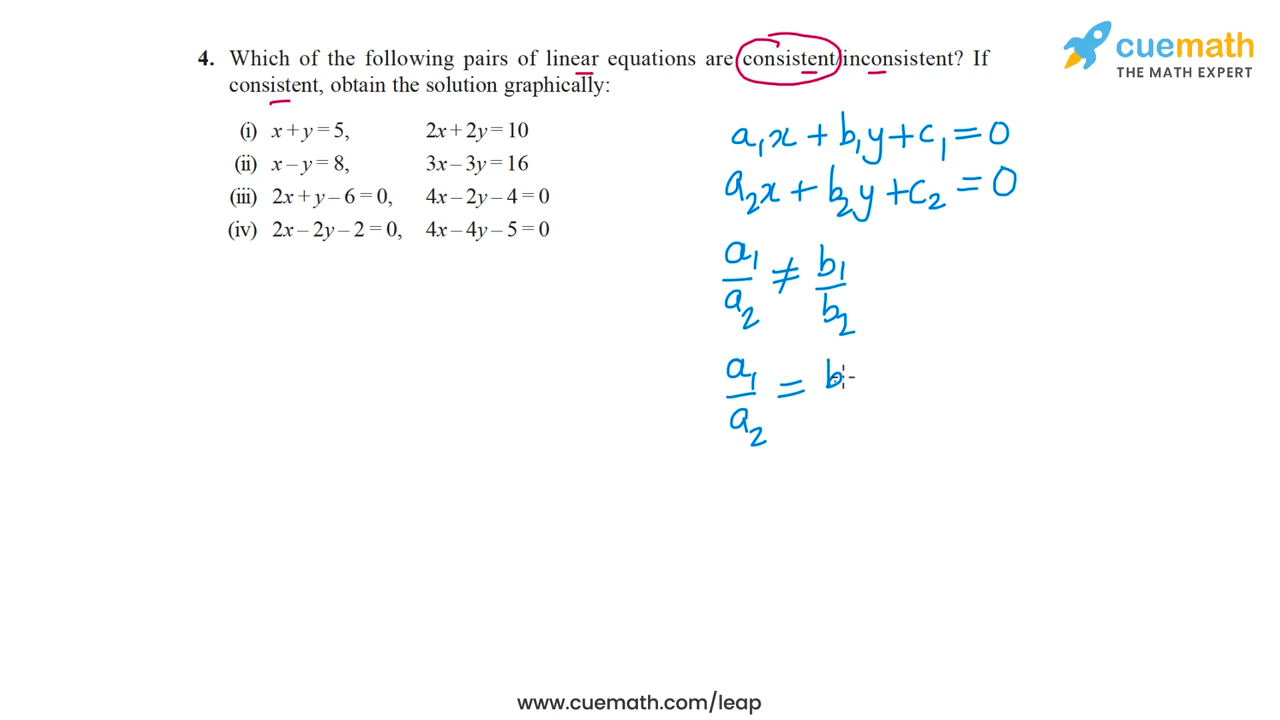 4. Which of the following pairs of linear equations are consistent/inconsistent? If
consistent, obtain the solution graphically:
(i) x + y = 5, 2x + 2y = 10
(ii) x – y = 8, 3x – 3y = 16
(iii) 2x + y – 6 = 0, 4x – 2y – 4 = 0
(iv) 2x – 2y – 2 = 0, 4x – 4y – 5 = 0
cuemath
THE MATH EXPERT
a₁x + b₁y + c₁ = 0
a₂x + b₂y + c₂ = 0
a₁/a₂ ≠ b₁/b₂
a₁/a₂ = b
www.cuemath.com/leap